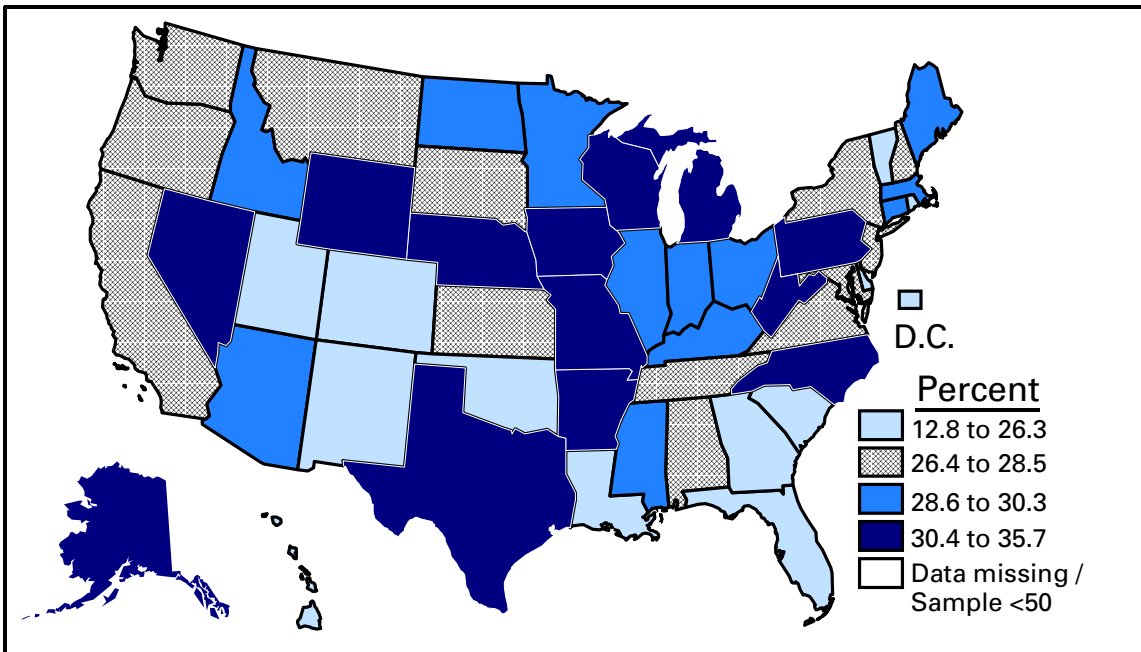 D.C.
Percent
12.8 to 26.3
26.4 to 28.5
28.6 to 30.3
30.4 to 35.7
Data missing /
Sample <50